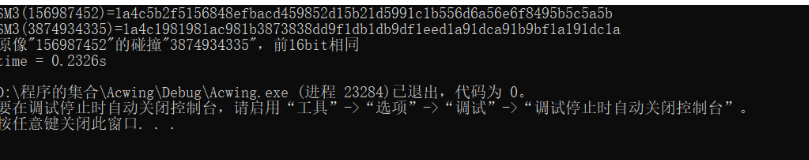 SM3(156987452)=1a4c5b2f5156848efbacd459852d15b21d5991c1b556d6a56e6f8495b5c5a5b
SM3(3874934335)=1a4c1981981ac981b3873838dd9f1db1db9df1eed1a91dca91b9bf1a191dc1a
原像"156987452"的碰撞"3874934335", 前16bit相同
time = 0.2326s
D:\程序的集合\Acwing\Debug\Acwing.exe (进程 23284)已退出，代码为 0。
要在调试停止时自动关闭控制台，请启用“工具”->“选项”->“调试”->“调试停止时自动关闭控制台”。
按任意键关闭此窗口. . .